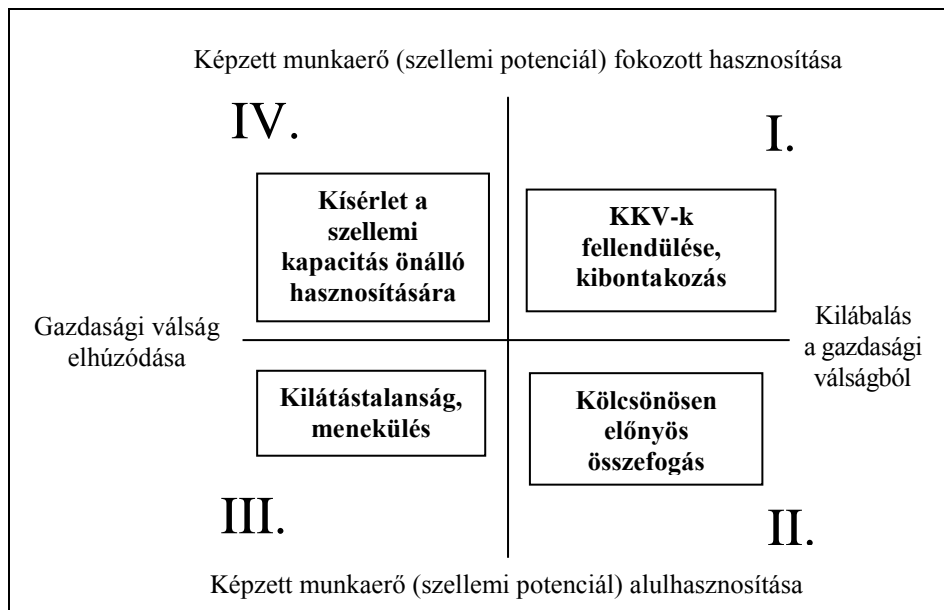 Képzett munkaerő (szellemi potenciál) fokozott hasznosítása
IV.
I.
Kísérlet a
szellemi
kapacitás önálló
hasznosítására
KKV-k
fellendülése,
kibontakozás
Gazdasági válság
elhúzódása
Kilábalás
a gazdasági
válságból
Kilátástalanság,
menekülés
Kölcsönösen
előnyös
összefogás
III.
II.
Képzett munkaerő (szellemi potenciál) alulhasznosítása